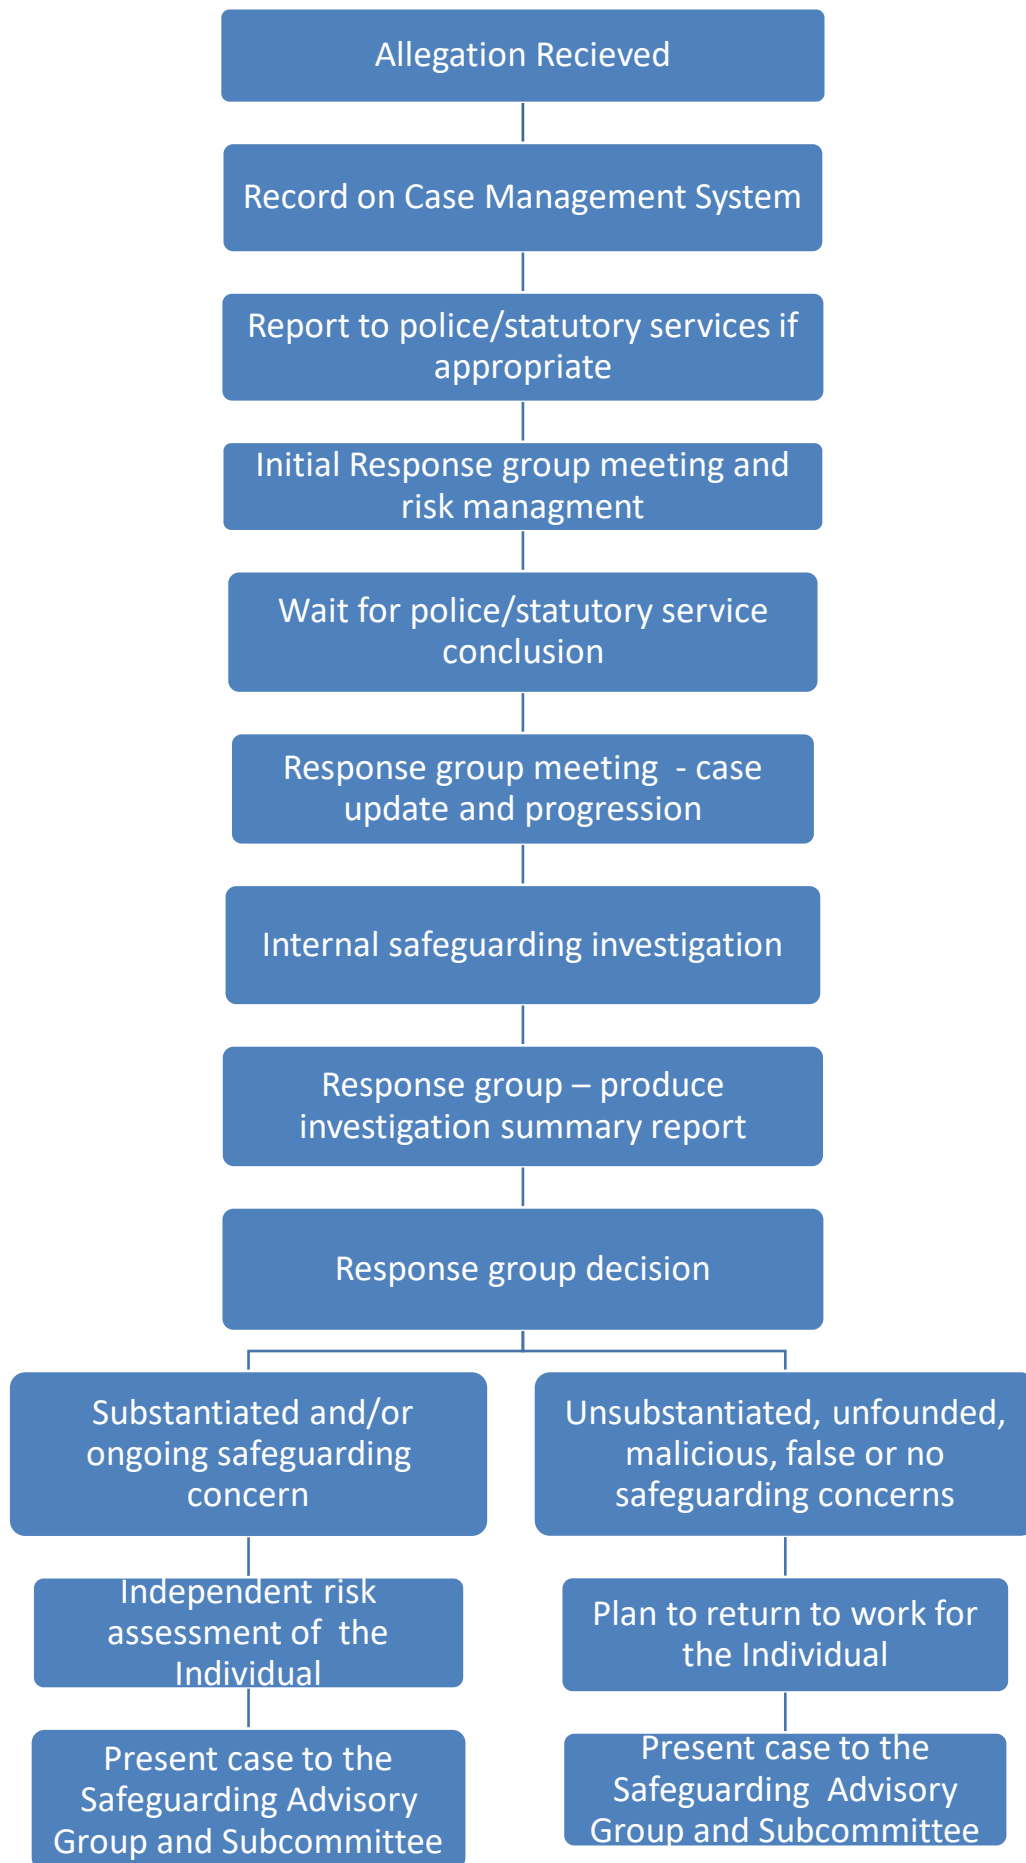 Allegation Recieved
Record on Case Management System
Report to police/statutory services if
appropriate
Initial Response group meeting and
risk managment
Wait for police/statutory service
conclusion
Response group meeting  - case
update and progression
Internal safeguarding investigation
Response group – produce
investigation summary report
Response group decision
Substantiated and/or
ongoing safeguarding
concern
Unsubstantiated, unfounded,
malicious, false or no
safeguarding concerns
Independent risk
assessment of  the
Individual
Plan to return to work for
the Individual
Present case to the
Safeguarding Advisory
Group and Subcommittee
Present case to the
Safeguarding  Advisory
Group and Subcommittee